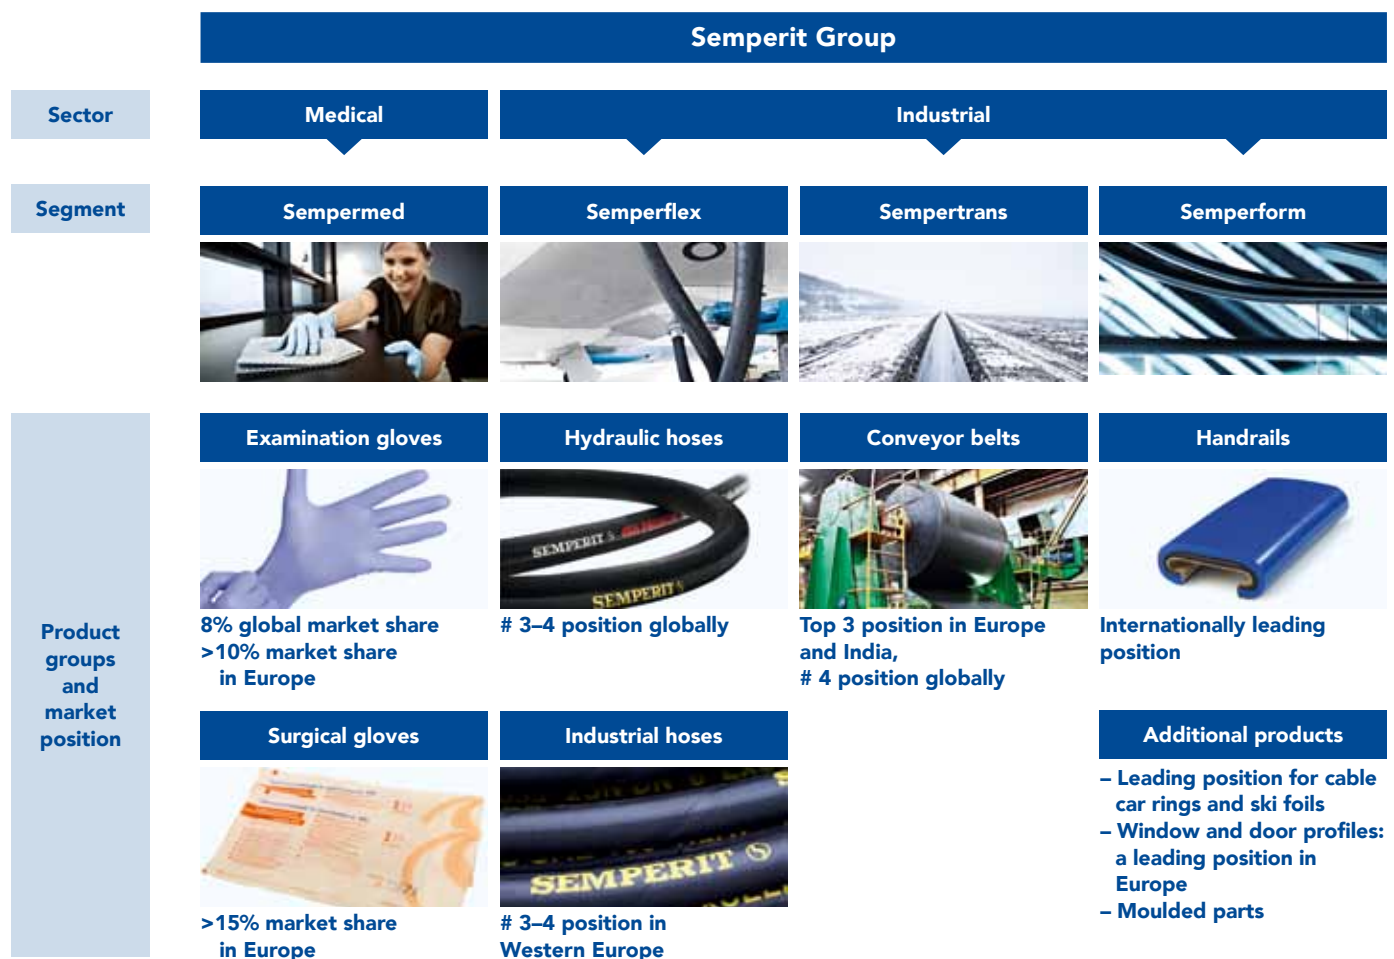 Semperit Group
Sector
Medical
Industrial
Segment
Sempermed
Semperflex
Sempertrans
Semperform
Product
groups
and
market
position
Examination gloves
Hydraulic hoses
Conveyor belts
Handrails
SEMPERIT S
SEMPERIT S
8% global market share
>10% market share
in Europe
# 3–4 position globally
Top 3 position in Europe
and India,
# 4 position globally
Internationally leading
position
Surgical gloves
Industrial hoses
Additional products
SEMPERIT S
>15% market share
in Europe
# 3–4 position in
Western Europe
– Leading position for cable
car rings and ski foils
– Window and door profiles:
a leading position in
Europe
– Moulded parts